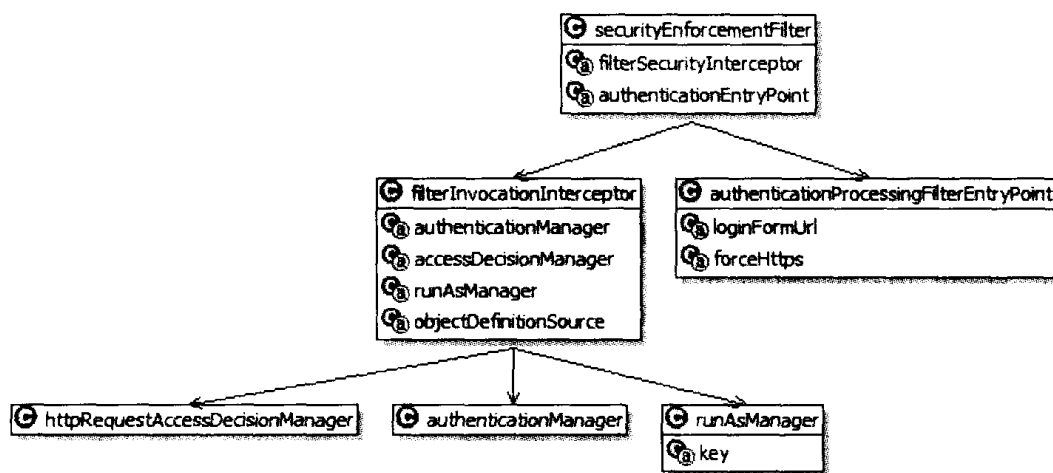 securityEnforcementFilter
filterSecurityInterceptor
authenticationEntryPoint
filterInvocationInterceptor
authenticationManager
accessDecisionManager
runAsManager
objectDefinitionSource
authenticationProcessingFilterEntryPoint
loginFormUrl
forceHttps
httpRequestAccessDecisionManager
authenticationManager
runAsManager
key